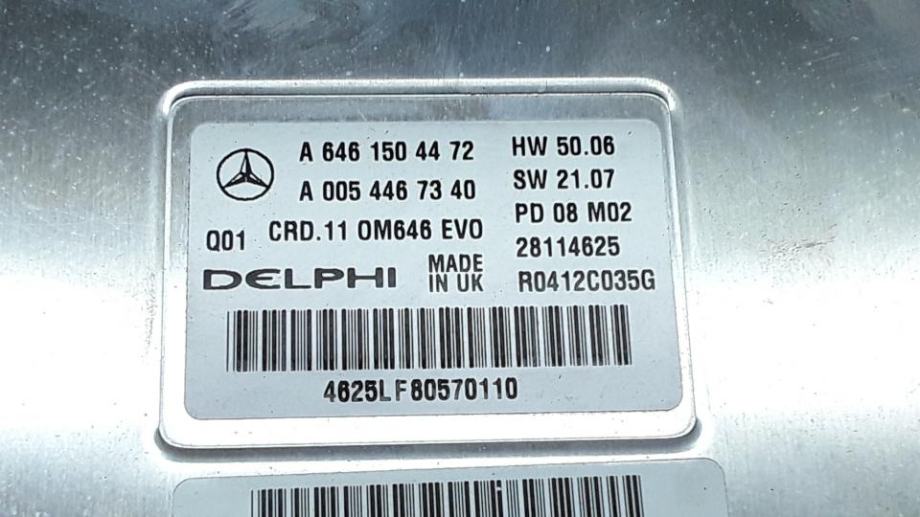 A 646 150 44 72 HW 50.06
A 005 446 73 40 SW 21.07
Q01 CRD.11 OM646 EVO PD 08 M02
28114625
DELPHI MADE IN UK R0412C035G
4625LF80570110